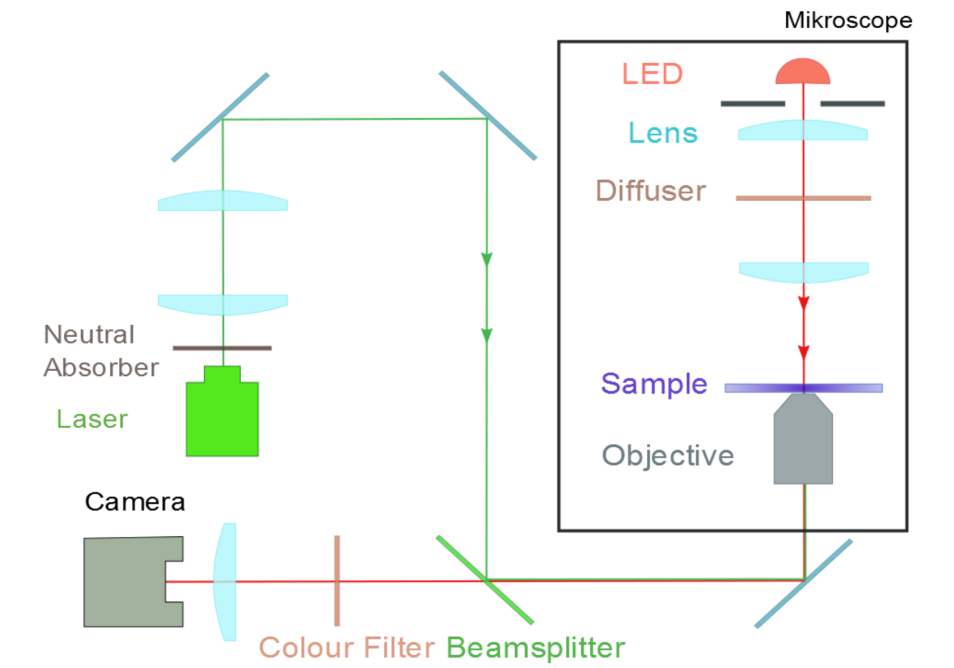 Mikroscope
LED
Lens
Diffuser
Neutral
Absorber
Laser
Sample
Objective
Camera
Colour Filter
Beamsplitter